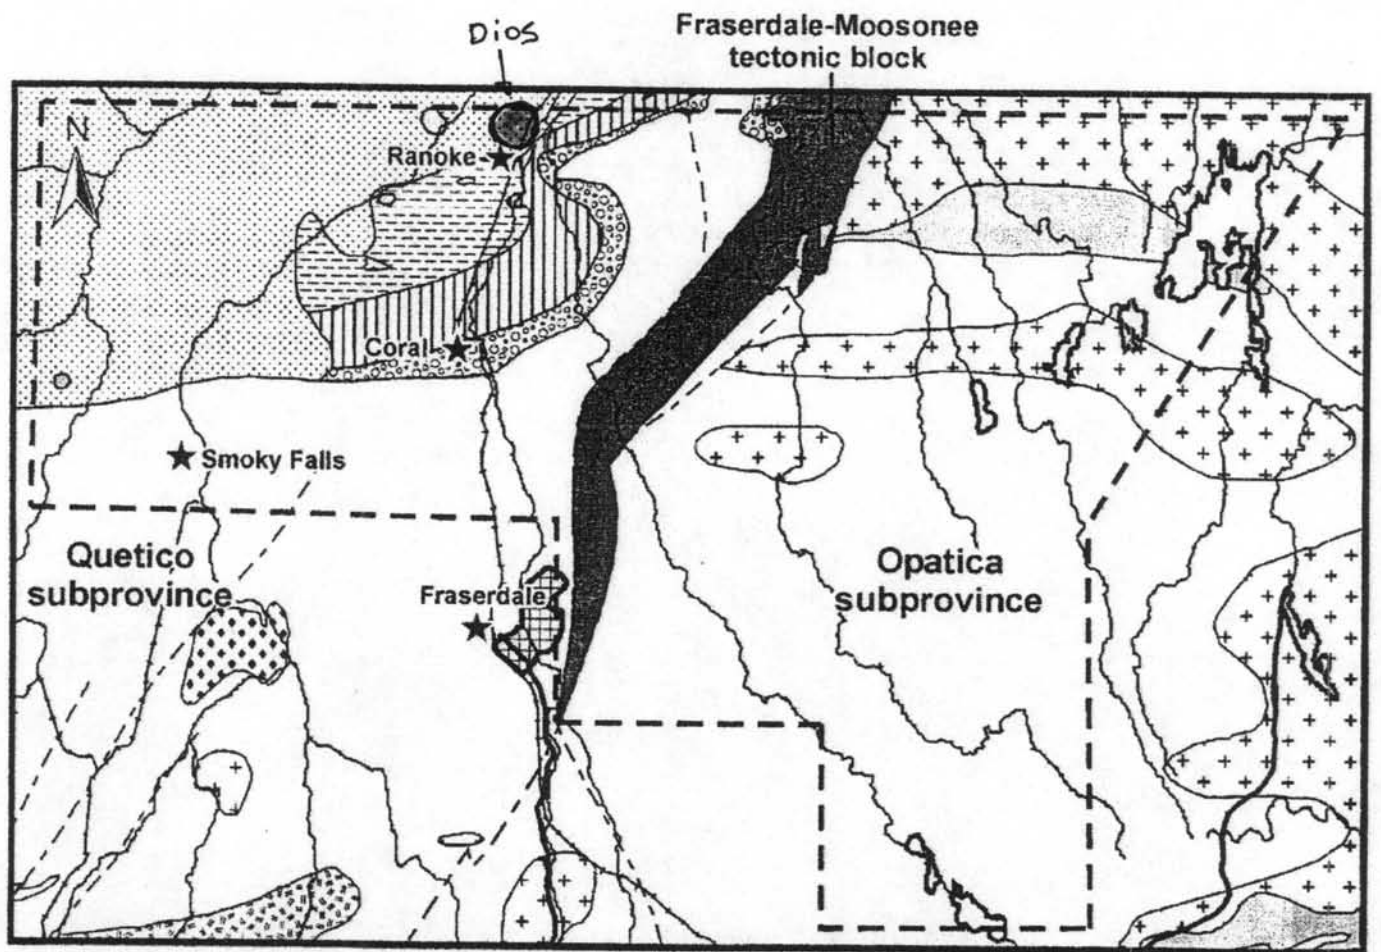 Dios
Fraserdale-Moosonee
tectonic block
N
Ranoke
Coral
Smoky Falls
Quetico
subprovince
Fraserdale
Opatica
subprovince